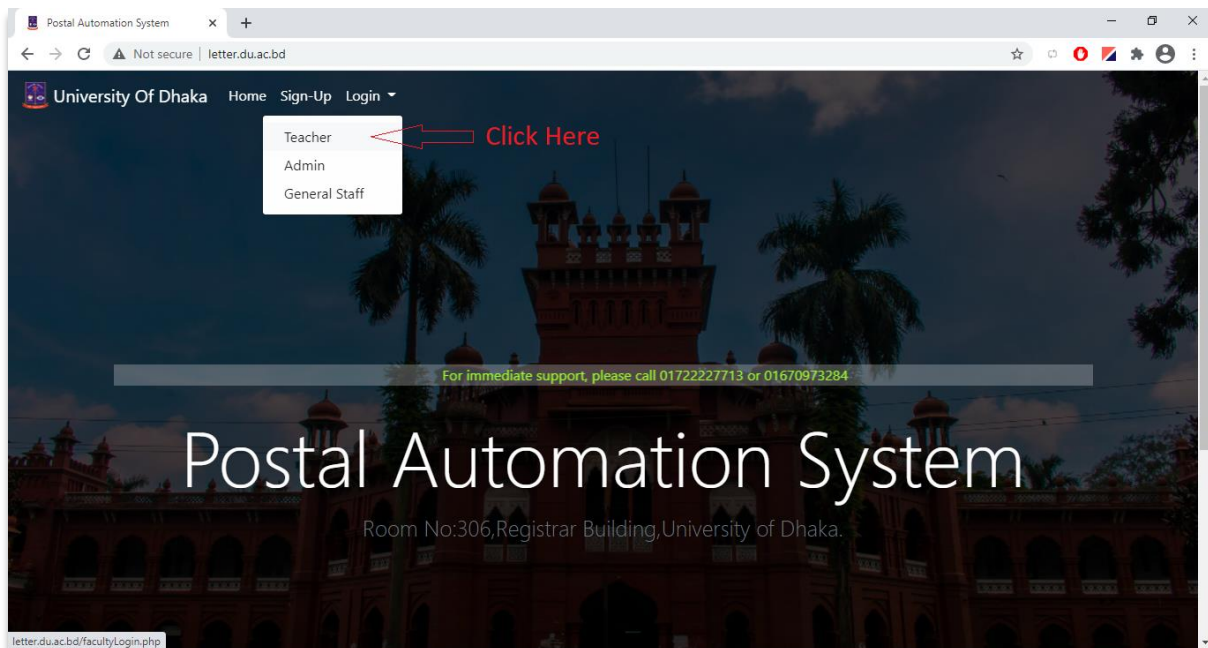 Postal Automation System
Not secure | letter.du.ac.bd
University Of Dhaka Home Sign-Up Login
Teacher
Click Here
Admin
General Staff
For immediate support, please call 01722227713 or 01670973284
Postal Automation System
Room No:306,Registrar Building,University of Dhaka.
letter.du.ac.bd/facultyLogin.php